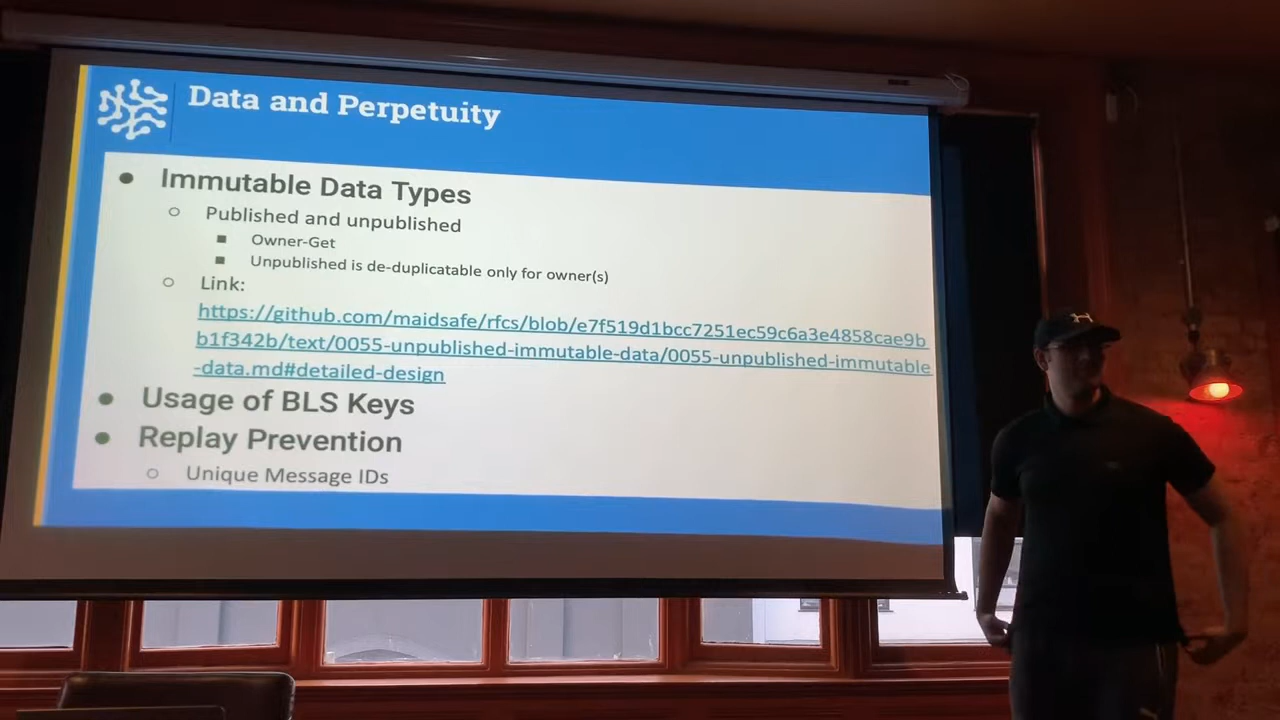 Data and Perpetuity
Immutable Data Types
Published and unpublished
Owner-Get
Unpublished is de-duplicatable only for owner(s)
Link:
https://github.com/maidsafe/rfcs/blob/e7f519d1bcc7251ec59c6a3e4858cae9b
b1f342b/text/0055-unpublished-immutable-data/0055-unpublished-immutable
-data.md#detailed-design
Usage of BLS Keys
Replay Prevention
Unique Message IDs